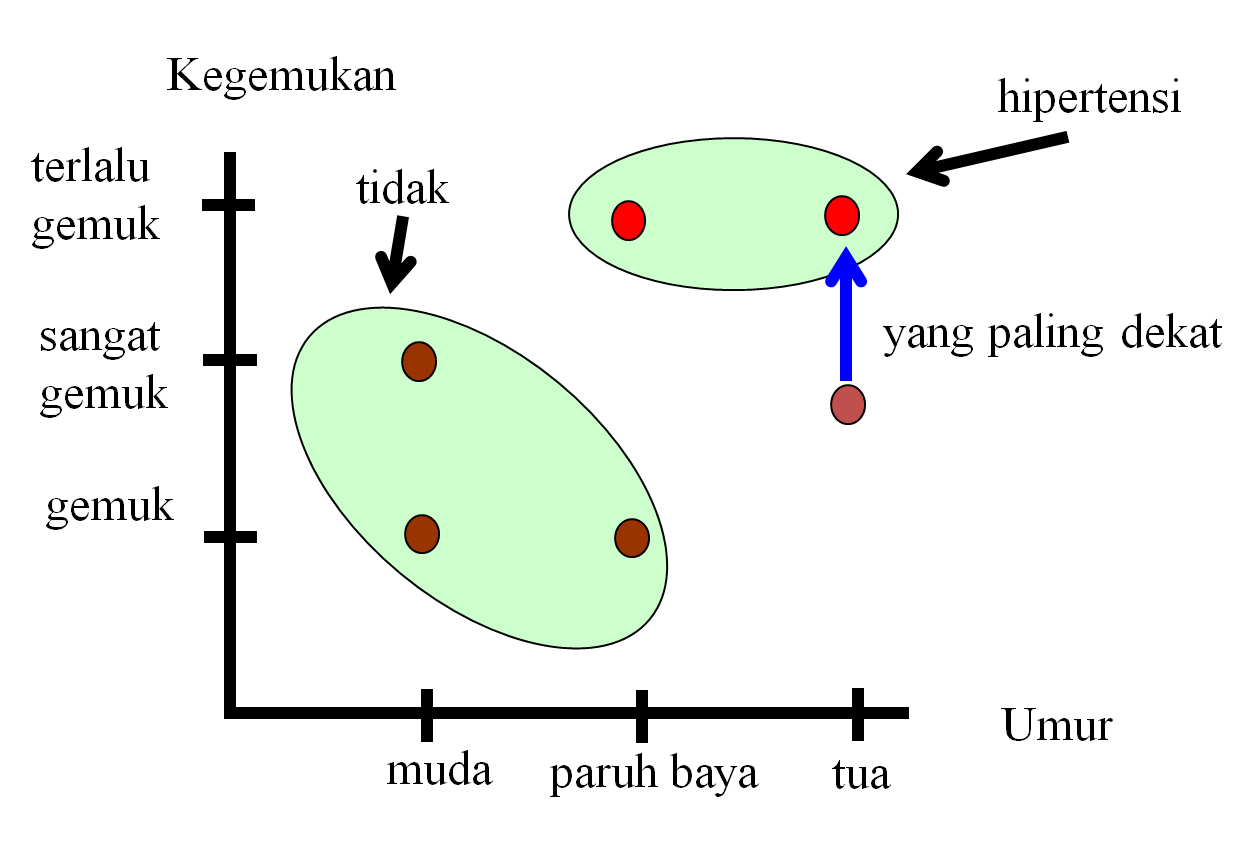 Kegemukan
hipertensi
terlalu
gemuk
tidak
sangat
gemuk
yang paling dekat
gemuk
Umur
muda
paruh baya
tua